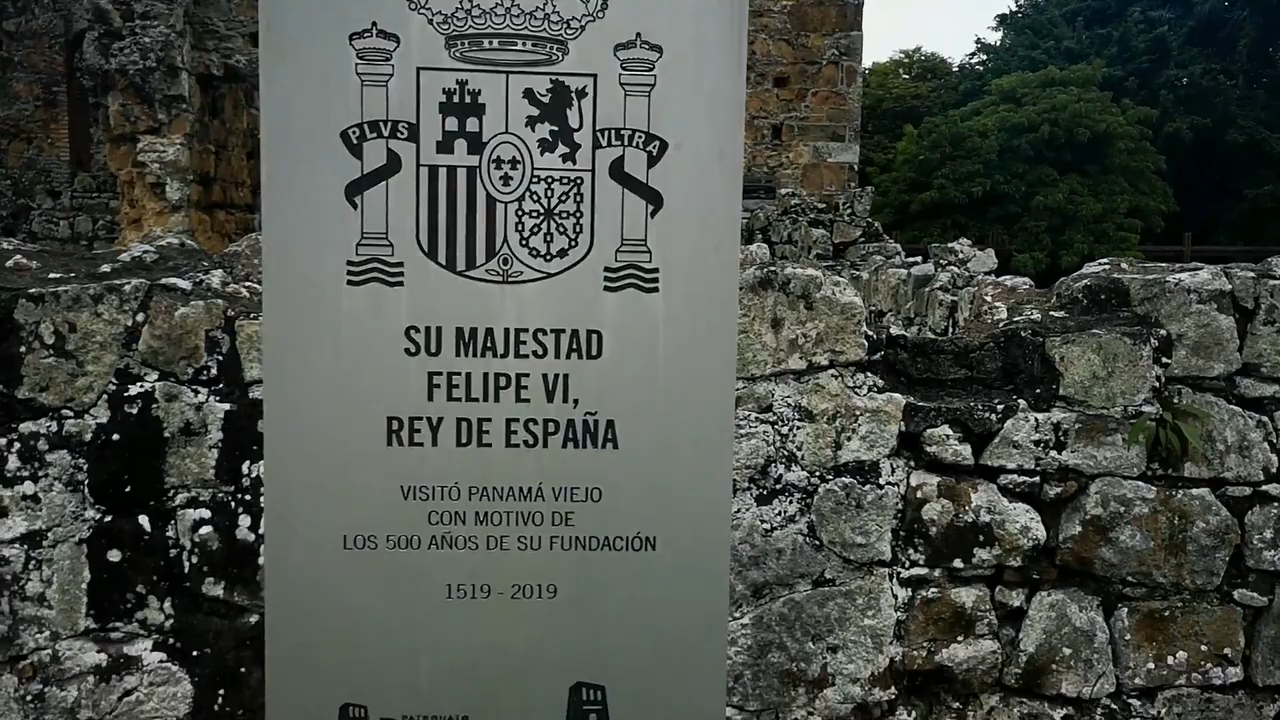 PLVS VLTRA
SU MAJESTAD
FELIPE VI,
REY DE ESPAÑA
VISITÓ PANAMÁ VIEJO
CON MOTIVO DE
LOS 500 AÑOS DE SU FUNDACIÓN
1519 - 2019
PATRONATO